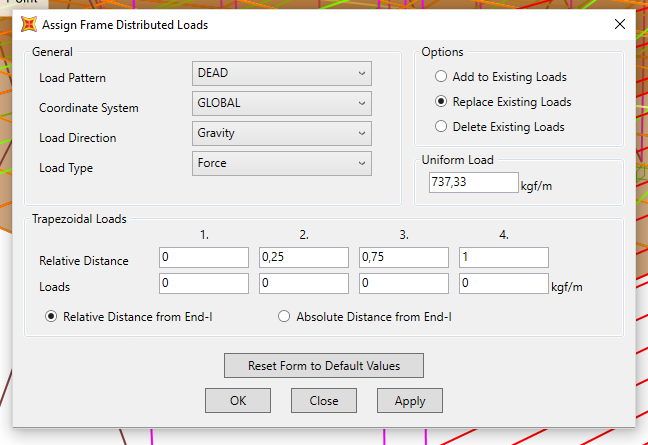 Point
Assign Frame Distributed Loads
General
Load Pattern DEAD
Coordinate System GLOBAL
Load Direction Gravity
Load Type Force
Options
Add to Existing Loads
Replace Existing Loads
Delete Existing Loads
Uniform Load
737,33 kgf/m
Trapezoidal Loads
1. 2. 3. 4.
Relative Distance 0 0,25 0,75 1
Loads 0 0 0 0 kgf/m
Relative Distance from End-I Absolute Distance from End-I
Reset Form to Default Values
OK Close Apply